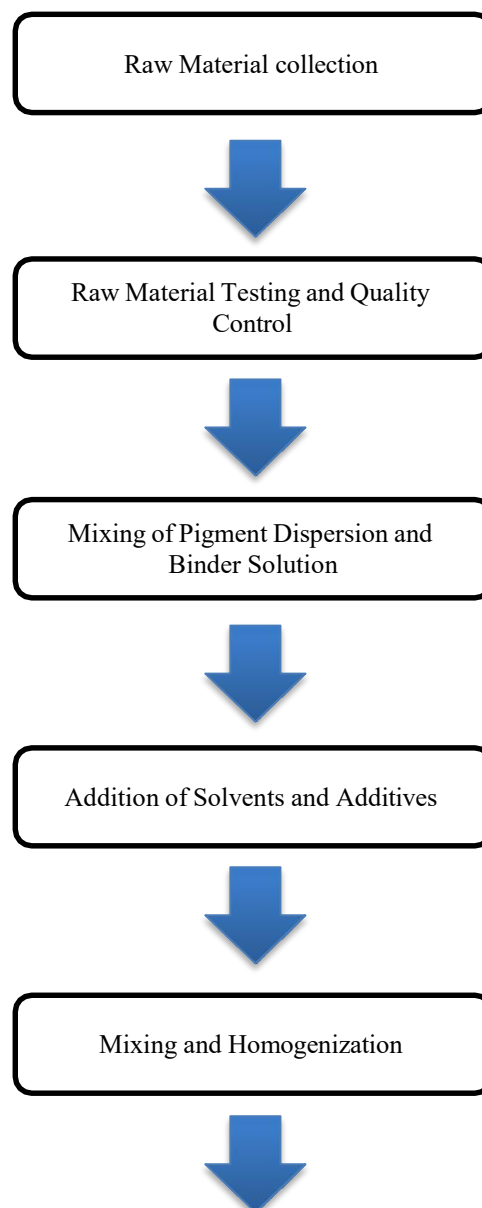 Raw Material collection
Raw Material Testing and Quality
Control
Mixing of Pigment Dispersion and
Binder Solution
Addition of Solvents and Additives
Mixing and Homogenization